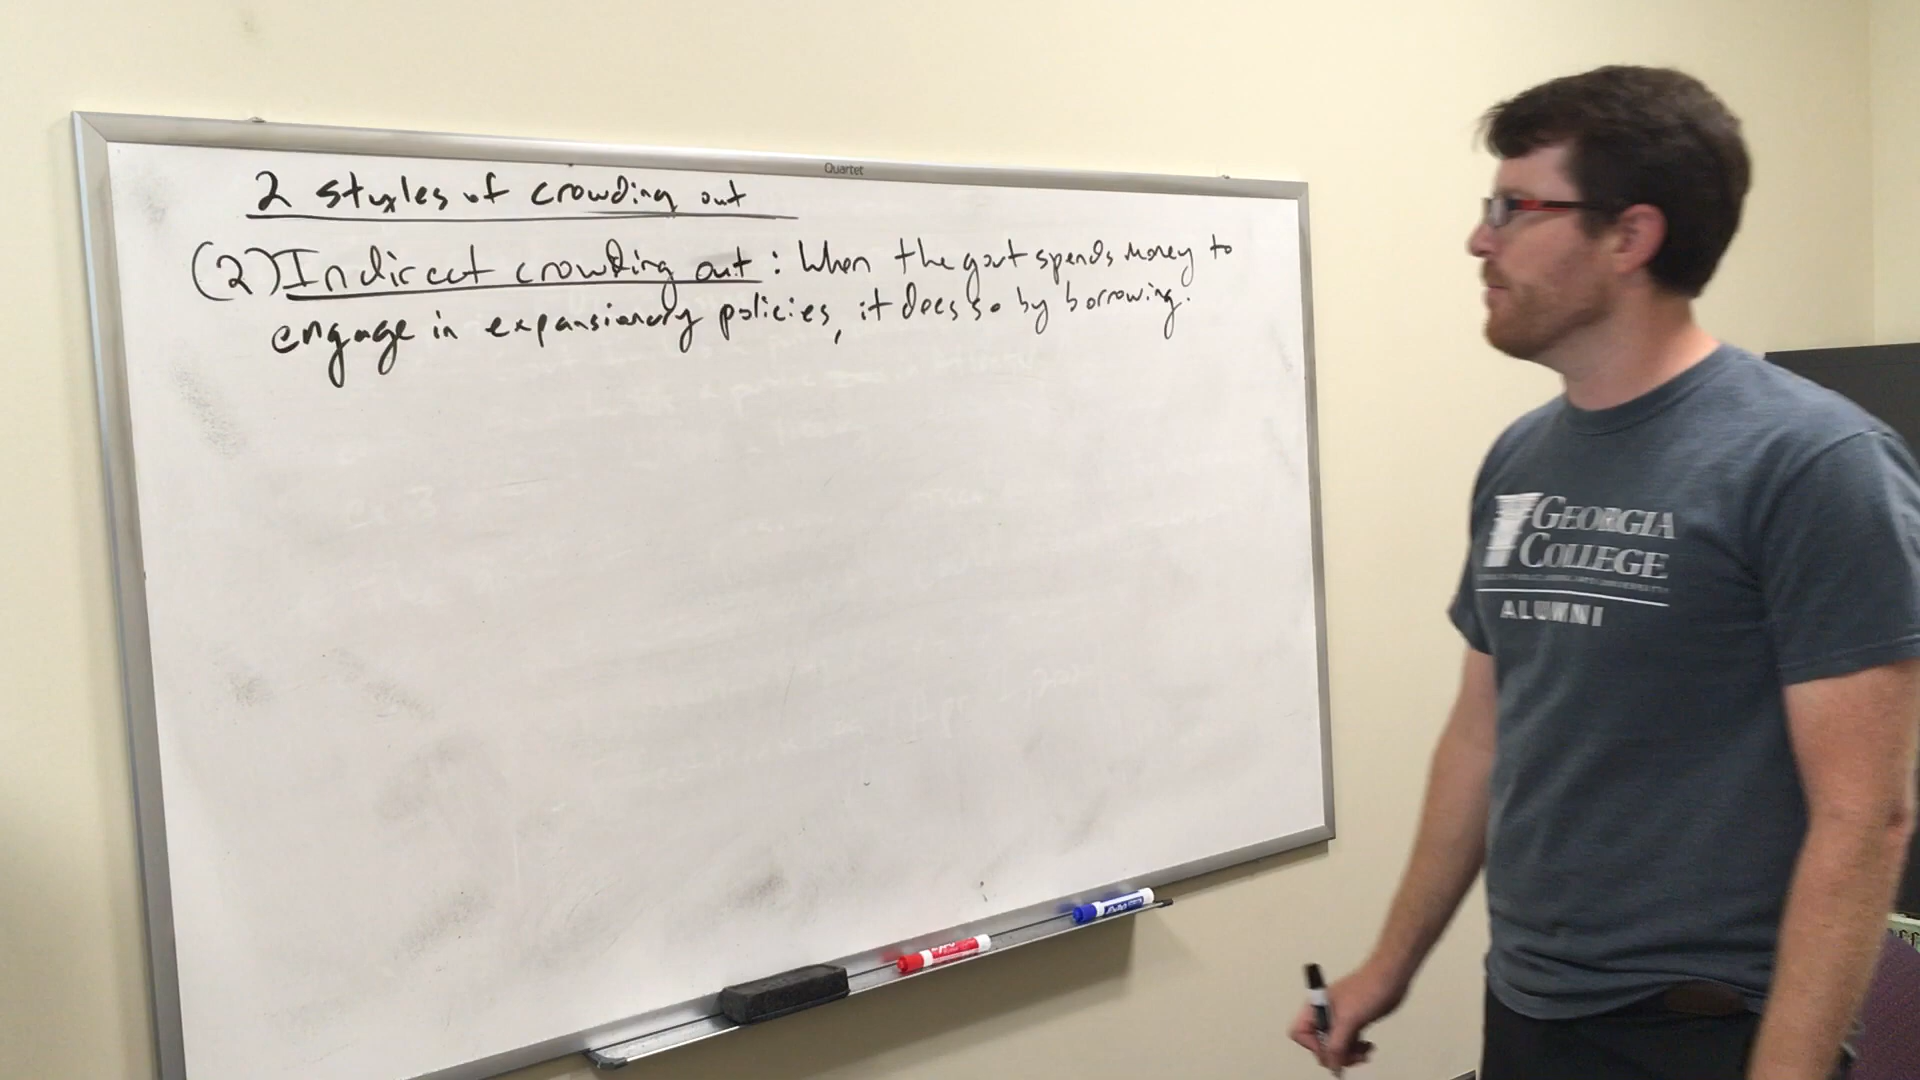 Quartet
2 styles of crowding out
(2) Indirect crowding out: When the govt spends money to
engage in expansionary policies, it does so by borrowing.
GEORGIA
COLLEGE
ALUMNI